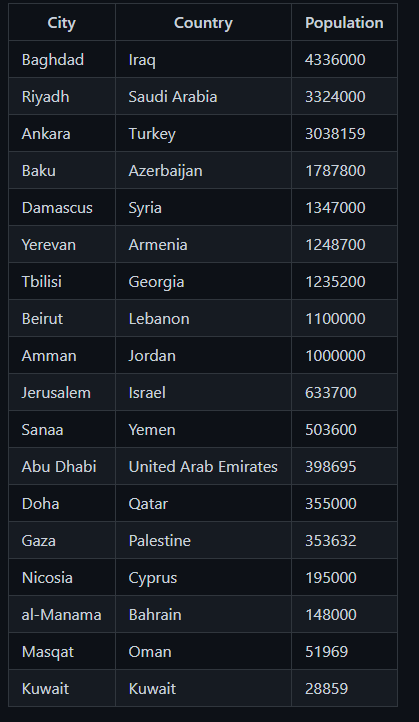 City Country Population
Baghdad Iraq 4336000
Riyadh Saudi Arabia 3324000
Ankara Turkey 3038159
Baku Azerbaijan 1787800
Damascus Syria 1347000
Yerevan Armenia 1248700
Tbilisi Georgia 1235200
Beirut Lebanon 1100000
Amman Jordan 1000000
Jerusalem Israel 633700
Sanaa Yemen 503600
Abu Dhabi United Arab Emirates 398695
Doha Qatar 355000
Gaza Palestine 353632
Nicosia Cyprus 195000
al-Manama Bahrain 148000
Masqat Oman 51969
Kuwait Kuwait 28859